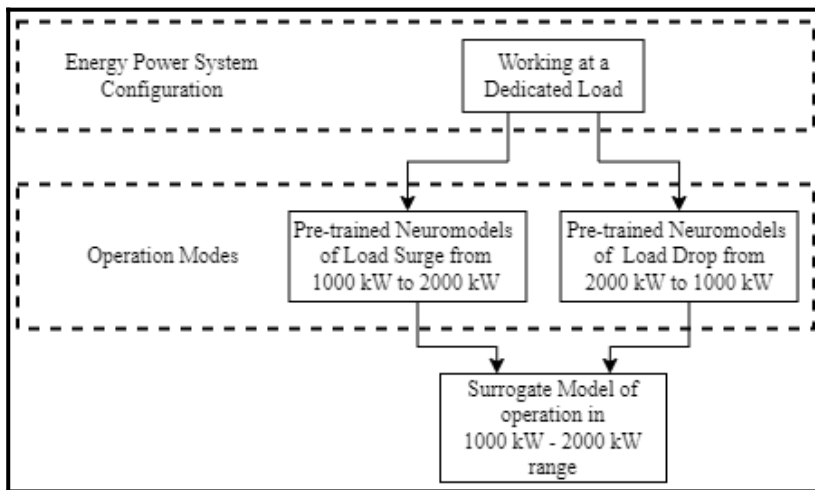 Energy Power System
Configuration
Working at a
Dedicated Load
Operation Modes
Pre-trained Neuromodels
of Load Surge from
1000 kW to 2000 kW
Pre-trained Neuromodels
of Load Drop from
2000 kW to 1000 kW
Surrogate Model of
operation in
1000 kW - 2000 kW
range